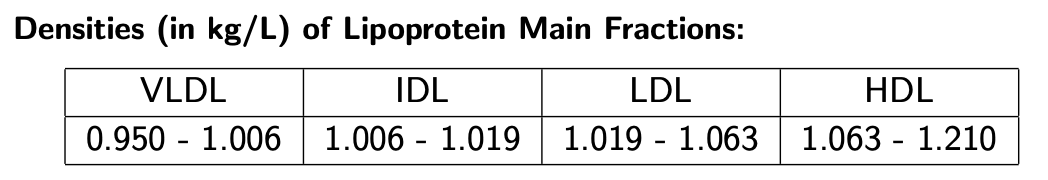 Densities (in kg/L) of Lipoprotein Main Fractions:
VLDL IDL LDL HDL
0.950 - 1.006 1.006 - 1.019 1.019 - 1.063 1.063 - 1.210